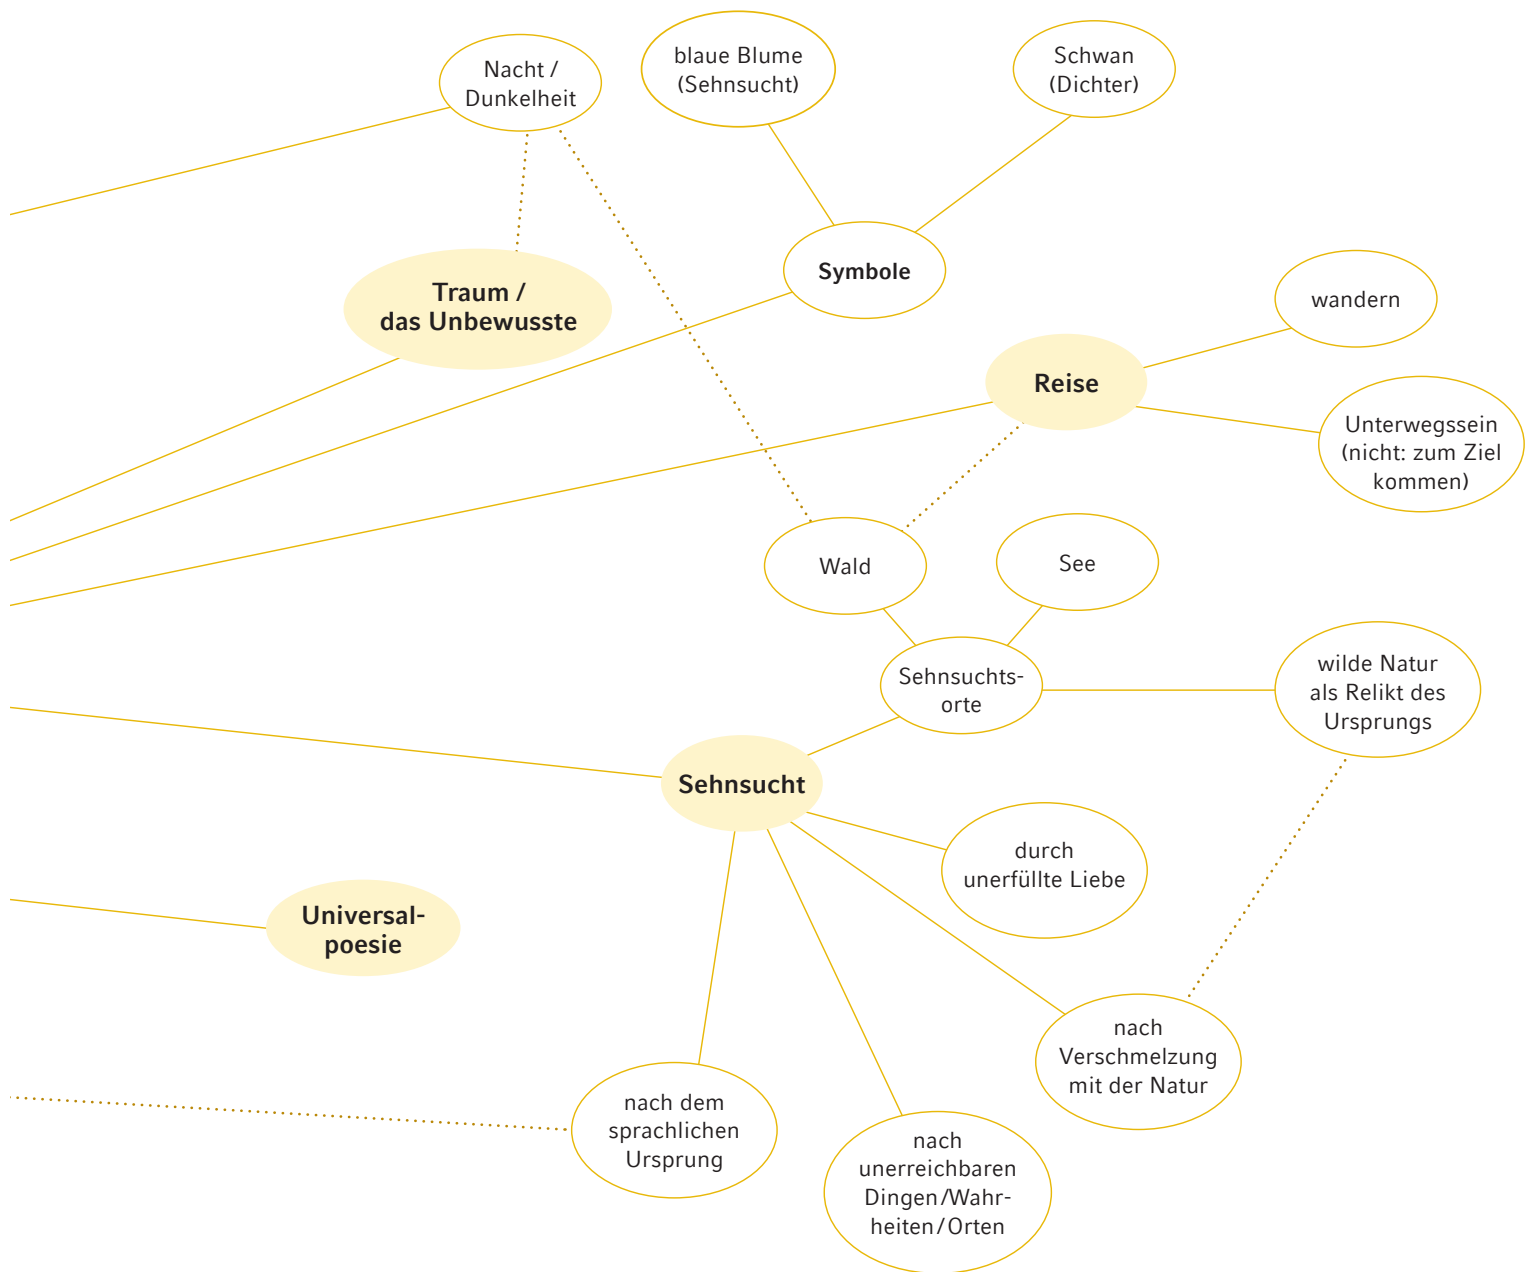 Nacht /
Dunkelheit
blaue Blume
(Sehnsucht)
Schwan
(Dichter)
Traum /
das Unbewusste
Symbole
Reise
wandern
Unterwegssein
(nicht: zum Ziel
kommen)
Wald
See
Sehnsuchts-
orte
wilde Natur
als Relikt des
Ursprungs
Sehnsucht
durch
unerfüllte Liebe
Universal-
poesie
nach
Verschmelzung
mit der Natur
nach dem
sprachlichen
Ursprung
nach
unerreichbaren
Dingen/Wahr-
heiten/Orten